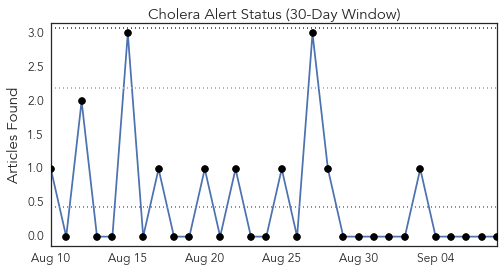 Cholera Alert Status (30-Day Window)
Articles Found
3.0
2.5
2.0
1.5
1.0
0.5
0.0
Aug 10 Aug 15 Aug 20 Aug 25 Aug 30 Sep 04